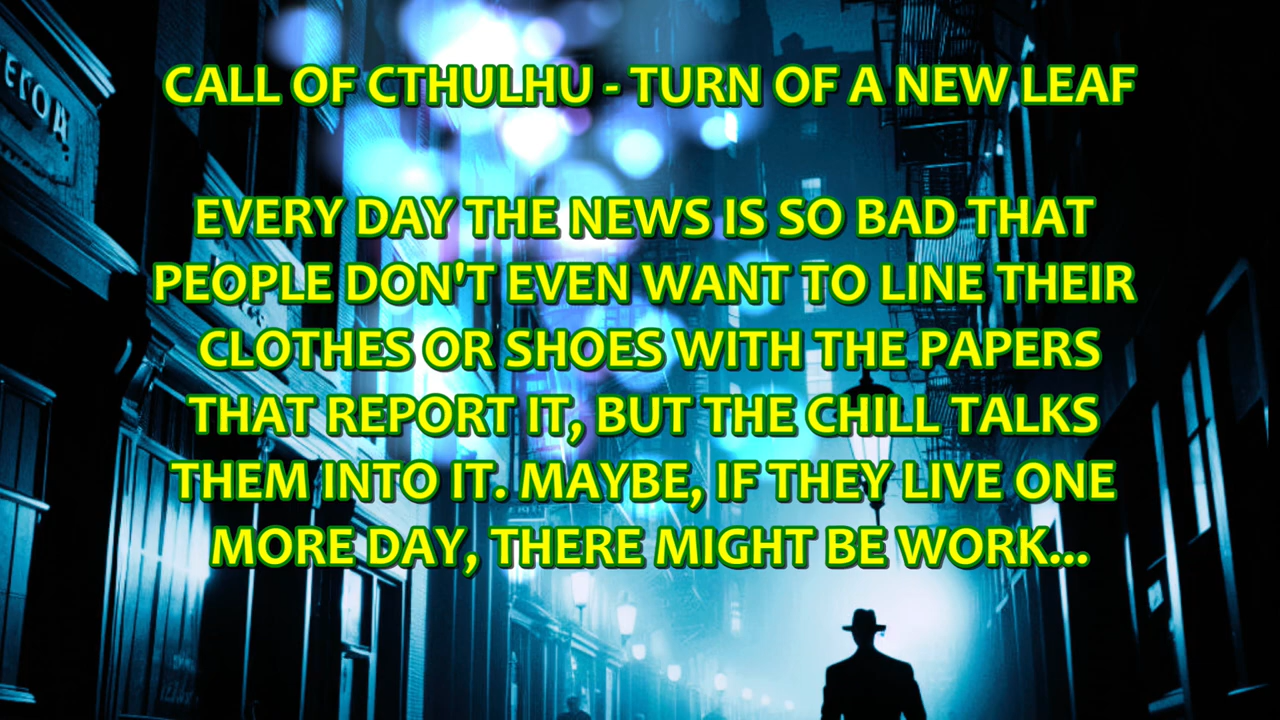 CALL OF CTHULHU - TURN OF A NEW LEAF
EVERY DAY THE NEWS IS SO BAD THAT
PEOPLE DON'T EVEN WANT TO LINE THEIR
CLOTHES OR SHOES WITH THE PAPERS
THAT REPORT IT, BUT THE CHILL TALKS
THEM INTO IT. MAYBE, IF THEY LIVE ONE
MORE DAY, THERE MIGHT BE WORK...